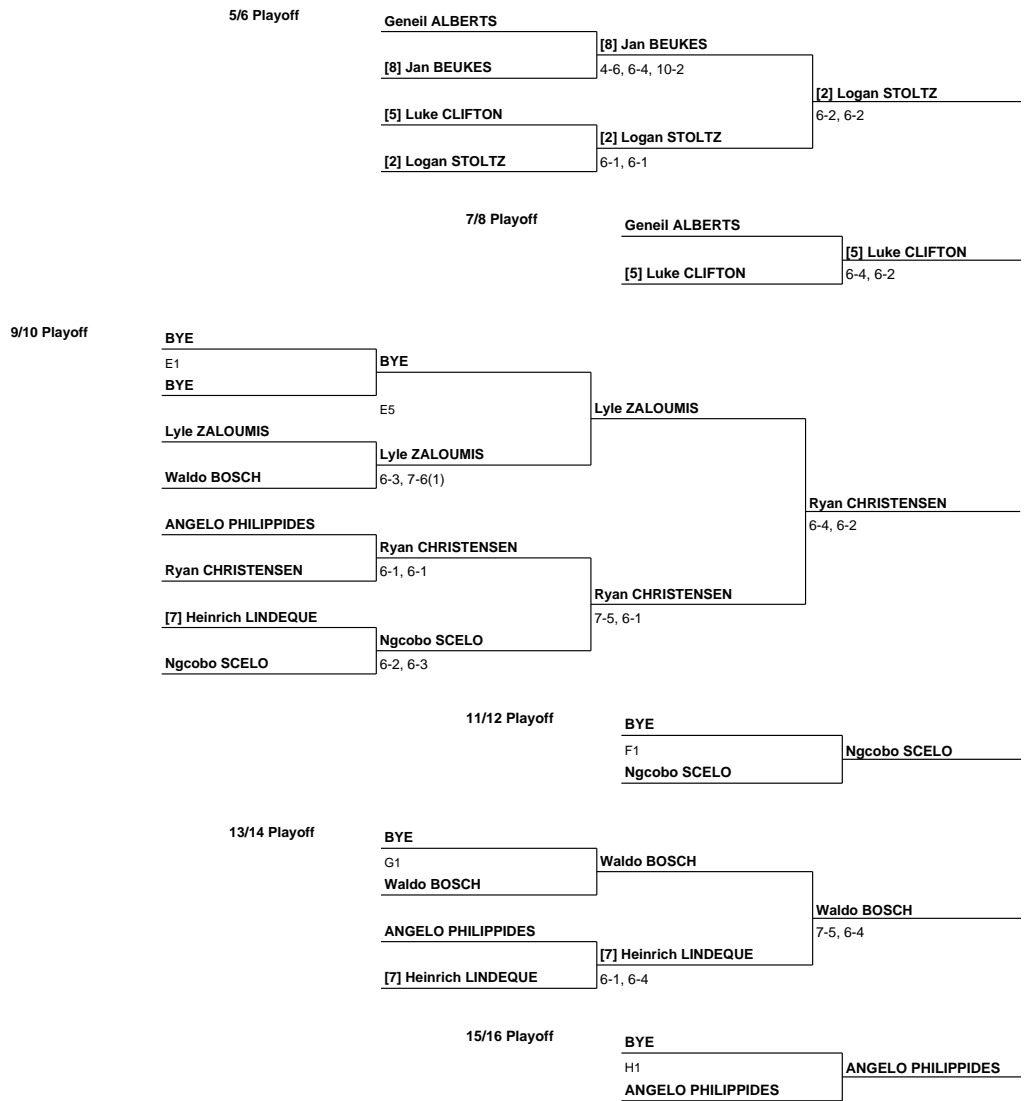 5/6 Playoff
Geneil ALBERTS
[8] Jan BEUKES
[8] Jan BEUKES
4-6, 6-4, 10-2
[2] Logan STOLTZ
6-2, 6-2
[5] Luke CLIFTON
[2] Logan STOLTZ
[2] Logan STOLTZ
6-1, 6-1
7/8 Playoff
Geneil ALBERTS
[5] Luke CLIFTON
[5] Luke CLIFTON
6-4, 6-2
9/10 Playoff
BYE
E1
BYE
BYE
E5
Lyle ZALOUMIS
Lyle ZALOUMIS
Lyle ZALOUMIS
Waldo BOSCH
6-3, 7-6(1)
Ryan CHRISTENSEN
6-4, 6-2
ANGELO PHILIPPIDES
Ryan CHRISTENSEN
Ryan CHRISTENSEN
6-1, 6-1
Ryan CHRISTENSEN
7-5, 6-1
[7] Heinrich LINDEQUE
Ngcobo SCELO
Ngcobo SCELO
6-2, 6-3
11/12 Playoff
BYE
F1
Ngcobo SCELO
Ngcobo SCELO
13/14 Playoff
BYE
G1
Waldo BOSCH
Waldo BOSCH
Waldo BOSCH
7-5, 6-4
ANGELO PHILIPPIDES
[7] Heinrich LINDEQUE
[7] Heinrich LINDEQUE
6-1, 6-4
15/16 Playoff
BYE
H1
ANGELO PHILIPPIDES
ANGELO PHILIPPIDES